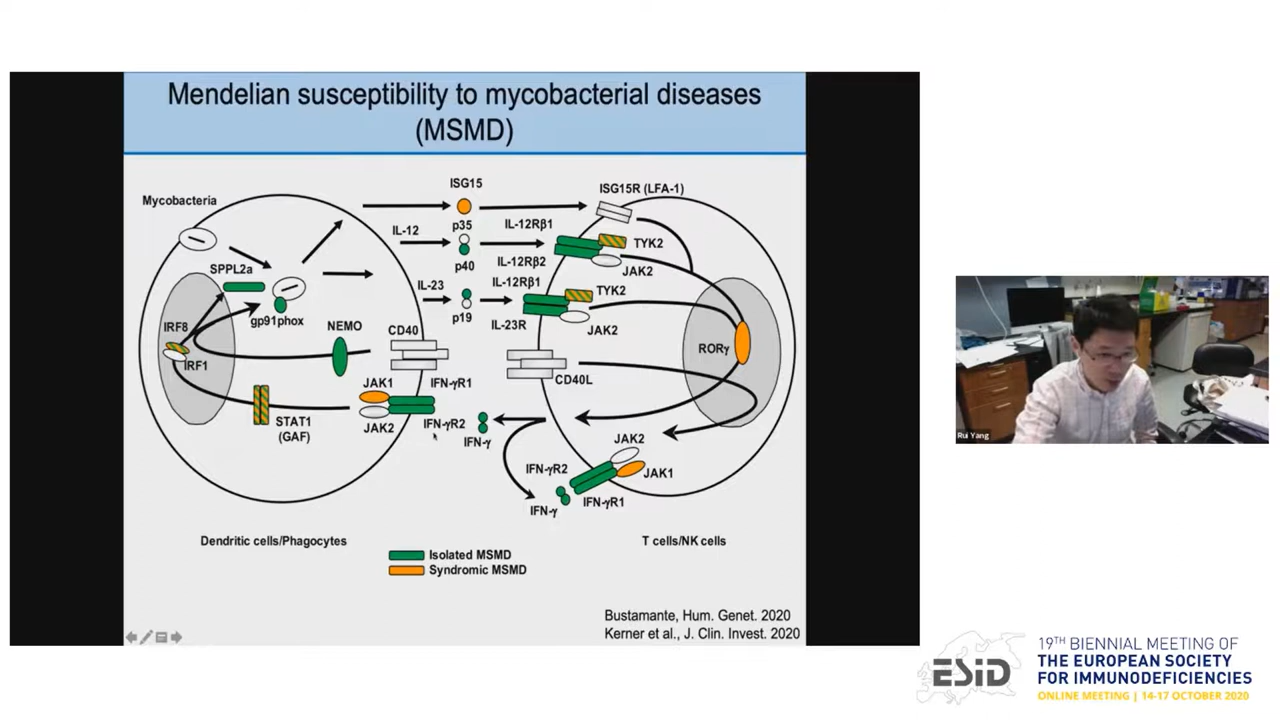 Mendelian susceptibility to mycobacterial diseases
(MSMD)
Mycobacteria
SPPL2a
gp91phox
IRF8
IRF1
NEMO
STAT1
(GAF)
CD40
JAK1
JAK2
IFN-γR1
IFN-γR2
ISG15
IL-12
p35
p40
IL-23
p19
IFN-γ
IFN-γ
ISG15R (LFA-1)
IL-12Rβ1
IL-12Rβ2
TYK2
JAK2
IL-12Rβ1
IL-23R
TYK2
JAK2
CD40L
RORγ
IFN-γR2
IFN-γR1
JAK2
JAK1
Dendritic cells/Phagocytes
T cells/NK cells
Isolated MSMD
Syndromic MSMD
Bustamante, Hum. Genet. 2020
Kerner et al., J. Clin. Invest. 2020
Rui Yang
ESiD
19TH BIENNIAL MEETING OF
THE EUROPEAN SOCIETY
FOR IMMUNODEFICIENCIES
ONLINE MEETING | 14-17 OCTOBER 2020